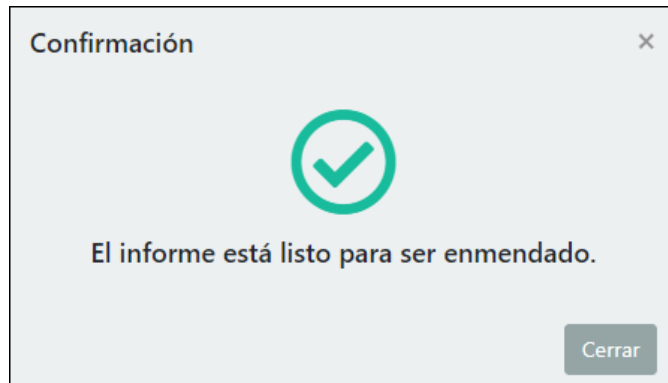 Confirmación ×
El informe está listo para ser enmendado.
Cerrar